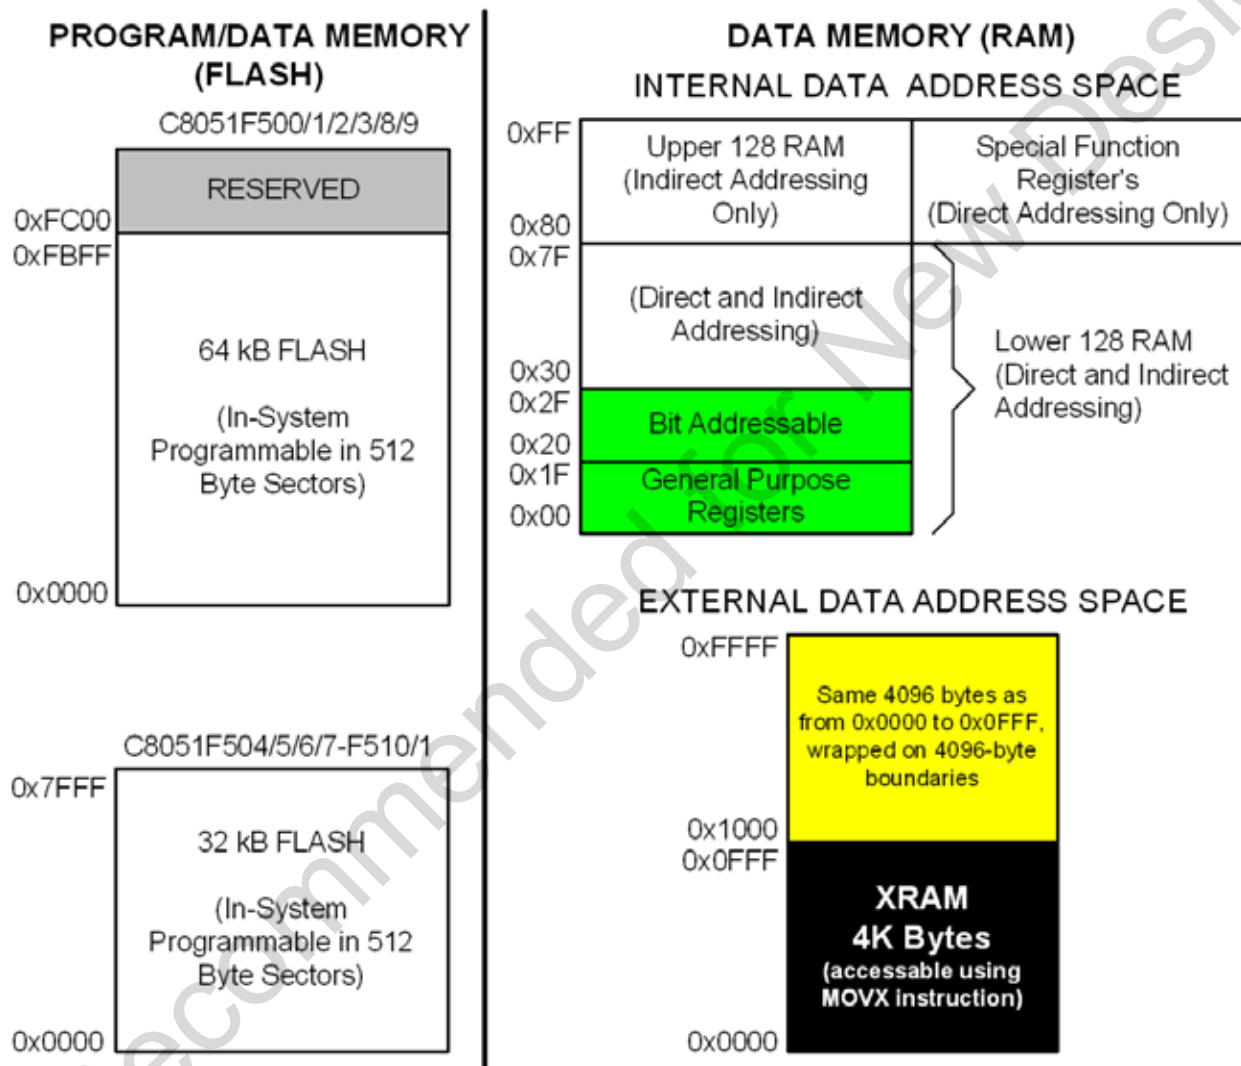 PROGRAM/DATA MEMORY
(FLASH)
C8051F500/1/2/3/8/9
RESERVED
0xFC00
0xFBFF
64 kB FLASH
(In-System
Programmable in 512
Byte Sectors)
0x0000
C8051F504/5/6/7-F510/1
0x7FFF
32 kB FLASH
(In-System
Programmable in 512
Byte Sectors)
0x0000
DATA MEMORY (RAM)
INTERNAL DATA ADDRESS SPACE
0xFF
Upper 128 RAM
(Indirect Addressing
Only)
Special Function
Register's
(Direct Addressing Only)
0x80
0x7F
(Direct and Indirect
Addressing)
Lower 128 RAM
(Direct and Indirect
Addressing)
0x30
0x2F
Bit Addressable
0x20
0x1F
General Purpose
Registers
0x00
EXTERNAL DATA ADDRESS SPACE
0xFFFF
Same 4096 bytes as
from 0x0000 to 0x0FFF,
wrapped on 4096-byte
boundaries
0x1000
0x0FFF
XRAM
4K Bytes
(accessable using
MOVX instruction)
0x0000
ecommended for New Desi